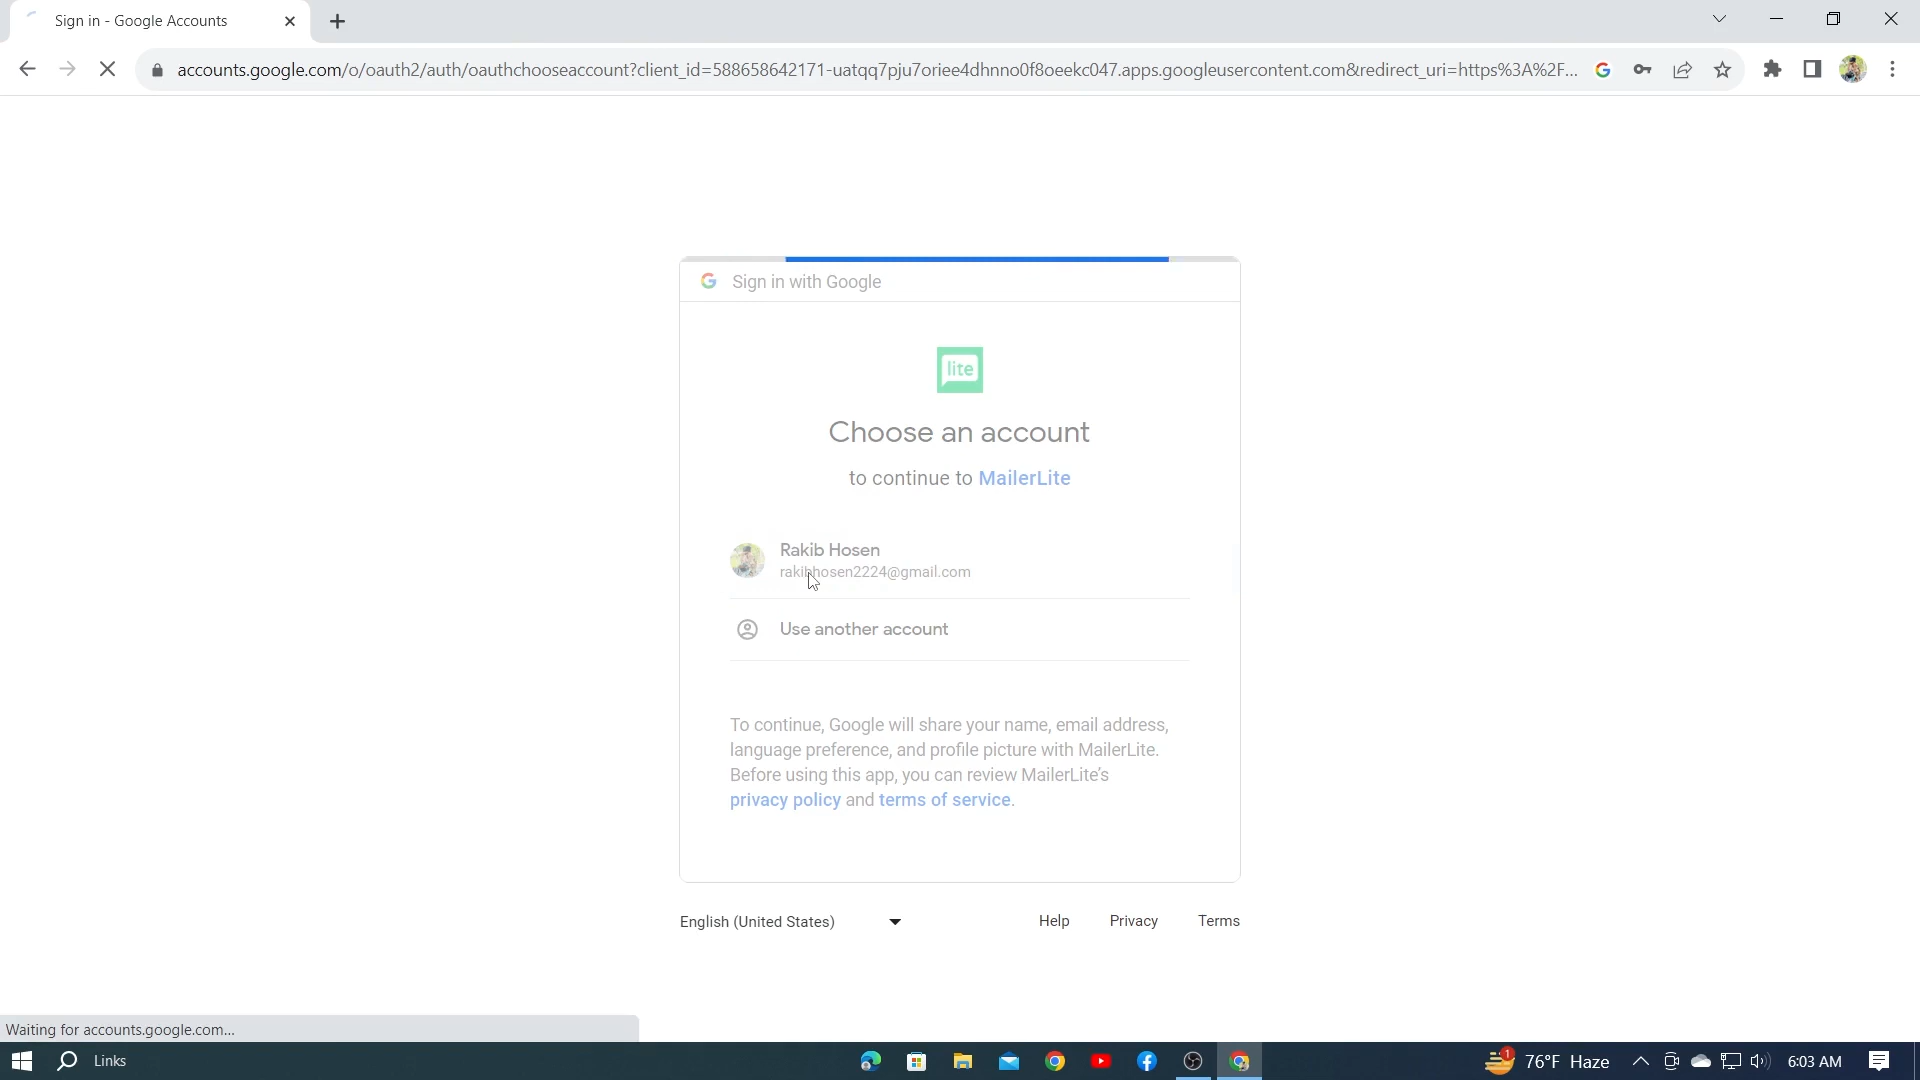 Sign in - Google Accounts
accounts.google.com/o/oauth2/auth/oauthchooseaccount?client_id=588658642171-uatqq7pju7oriee4dhnno0f8oeekc047.apps.googleusercontent.com&redirect_uri=https%3A%2F...
Sign in with Google
lite
Choose an account
to continue to MailerLite
Rakib Hosen
rakibhosen2224@gmail.com
Use another account
To continue, Google will share your name, email address,
language preference, and profile picture with MailerLite.
Before using this app, you can review MailerLite's
privacy policy and terms of service.
English (United States)
Help Privacy Terms
Waiting for accounts.google.com...
Links
1
76°F Haze
6:03 AM